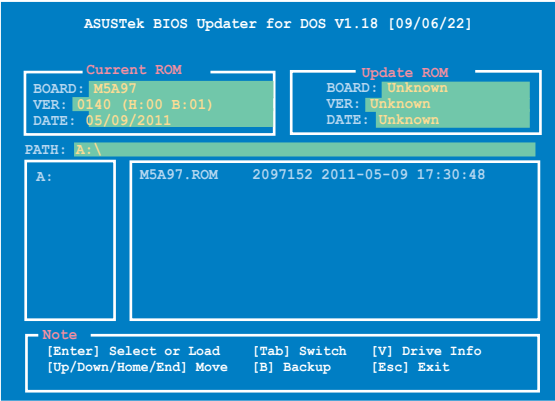 ASUSTek BIOS Updater for DOS V1.18 [09/06/22]
Current ROM
BOARD: M5A97
VER: 0140 (H:00 B:01)
DATE: 05/09/2011
Update ROM
BOARD: Unknown
VER: Unknown
DATE: Unknown
PATH: A:\
A:
M5A97.ROM 2097152 2011-05-09 17:30:48
Note
[Enter] Select or Load [Tab] Switch [V] Drive Info
[Up/Down/Home/End] Move [B] Backup [Esc] Exit